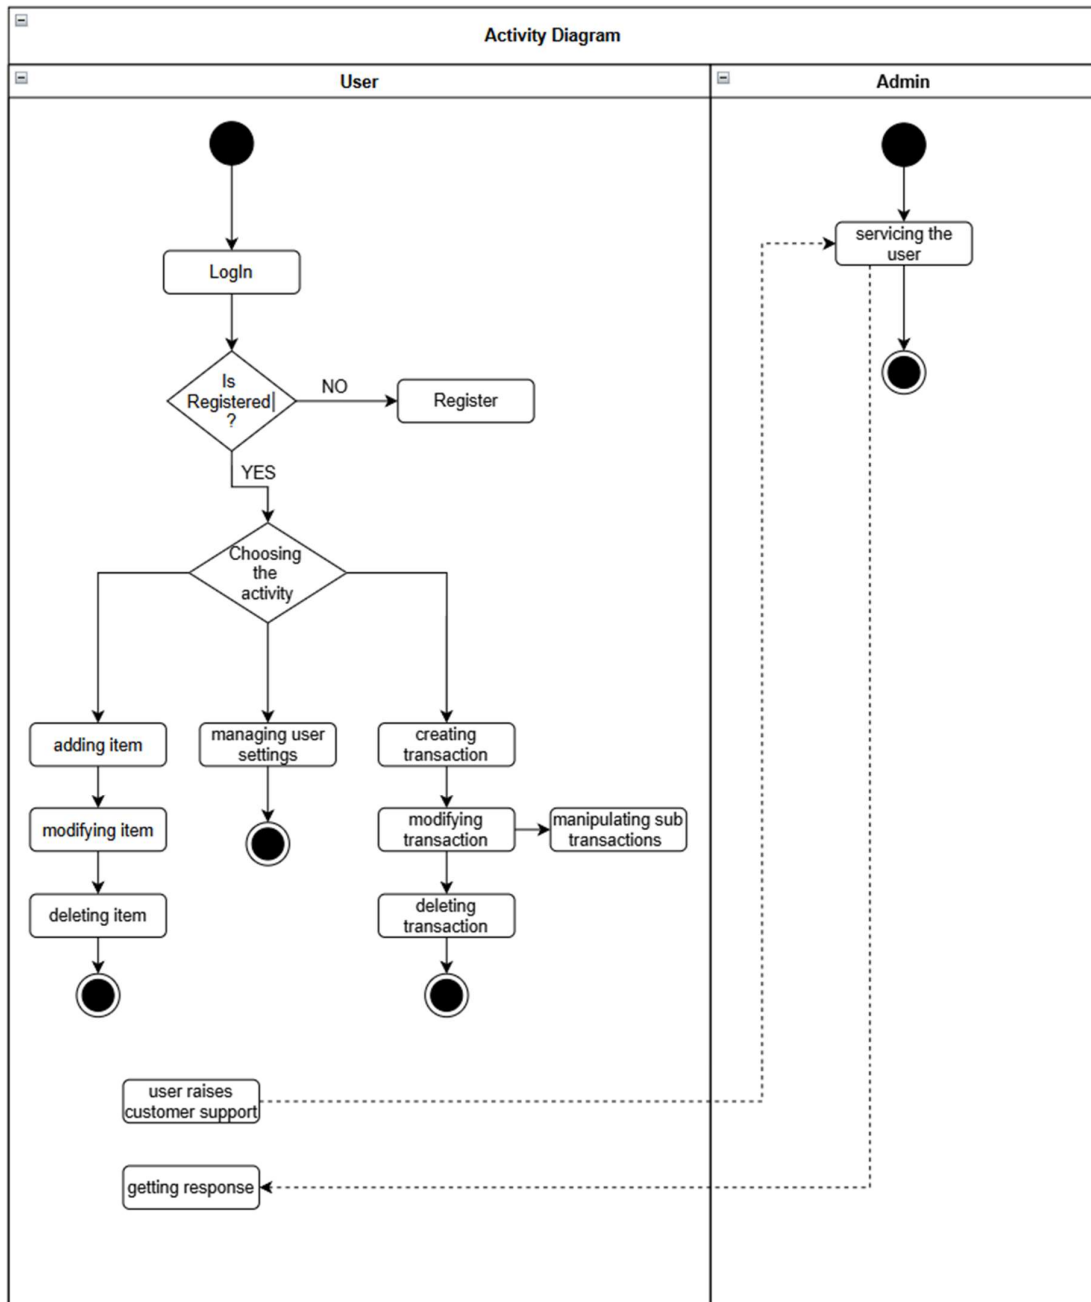 Activity Diagram
User
Admin
servicing the
user
LogIn
Is
Registered
?
NO
Register
YES
Choosing
the
activity
adding item
managing user
settings
creating
transaction
modifying item
modifying
transaction
manipulating sub
transactions
deleting item
deleting
transaction
user raises
customer support
getting response